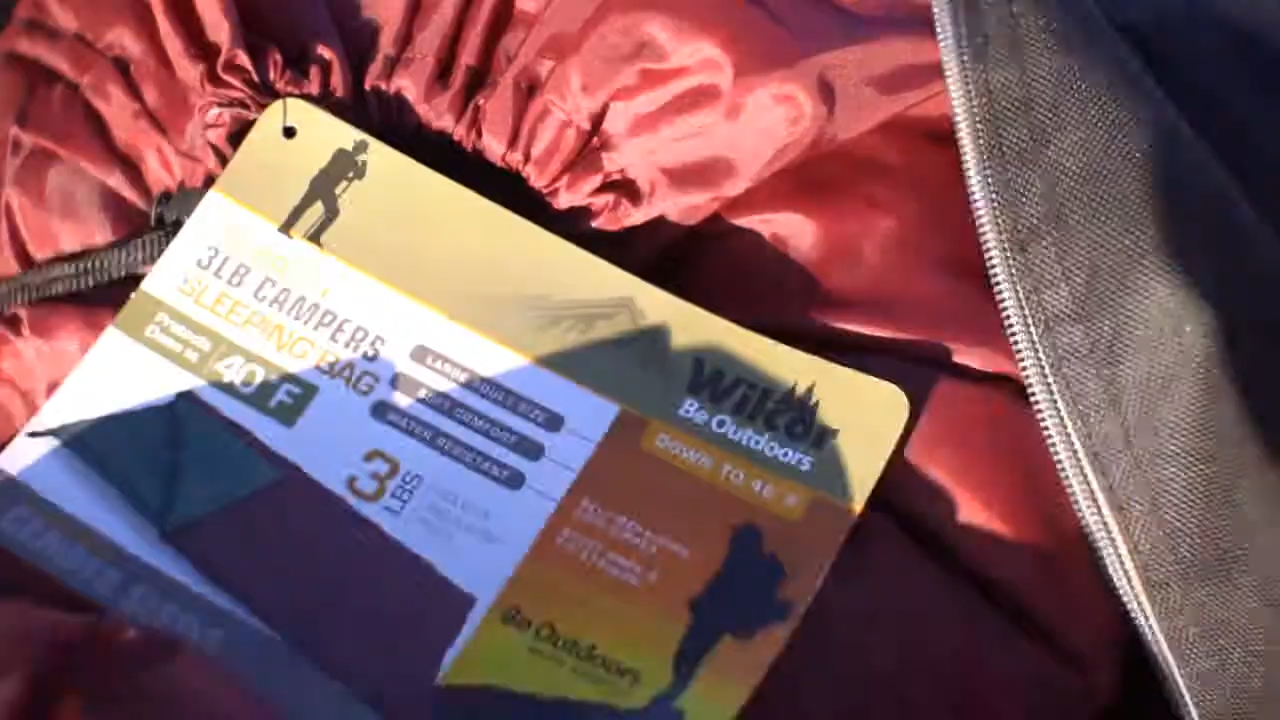 3LB CAMPERS
SLEEPING BAG
Protects
Down to
40°F
LARGE ADULT SIZE
SOFT COMFORT
WATER RESISTANT
3
LBS
Wilcor
Be Outdoors
DOWN TO 40°F
Be Outdoors